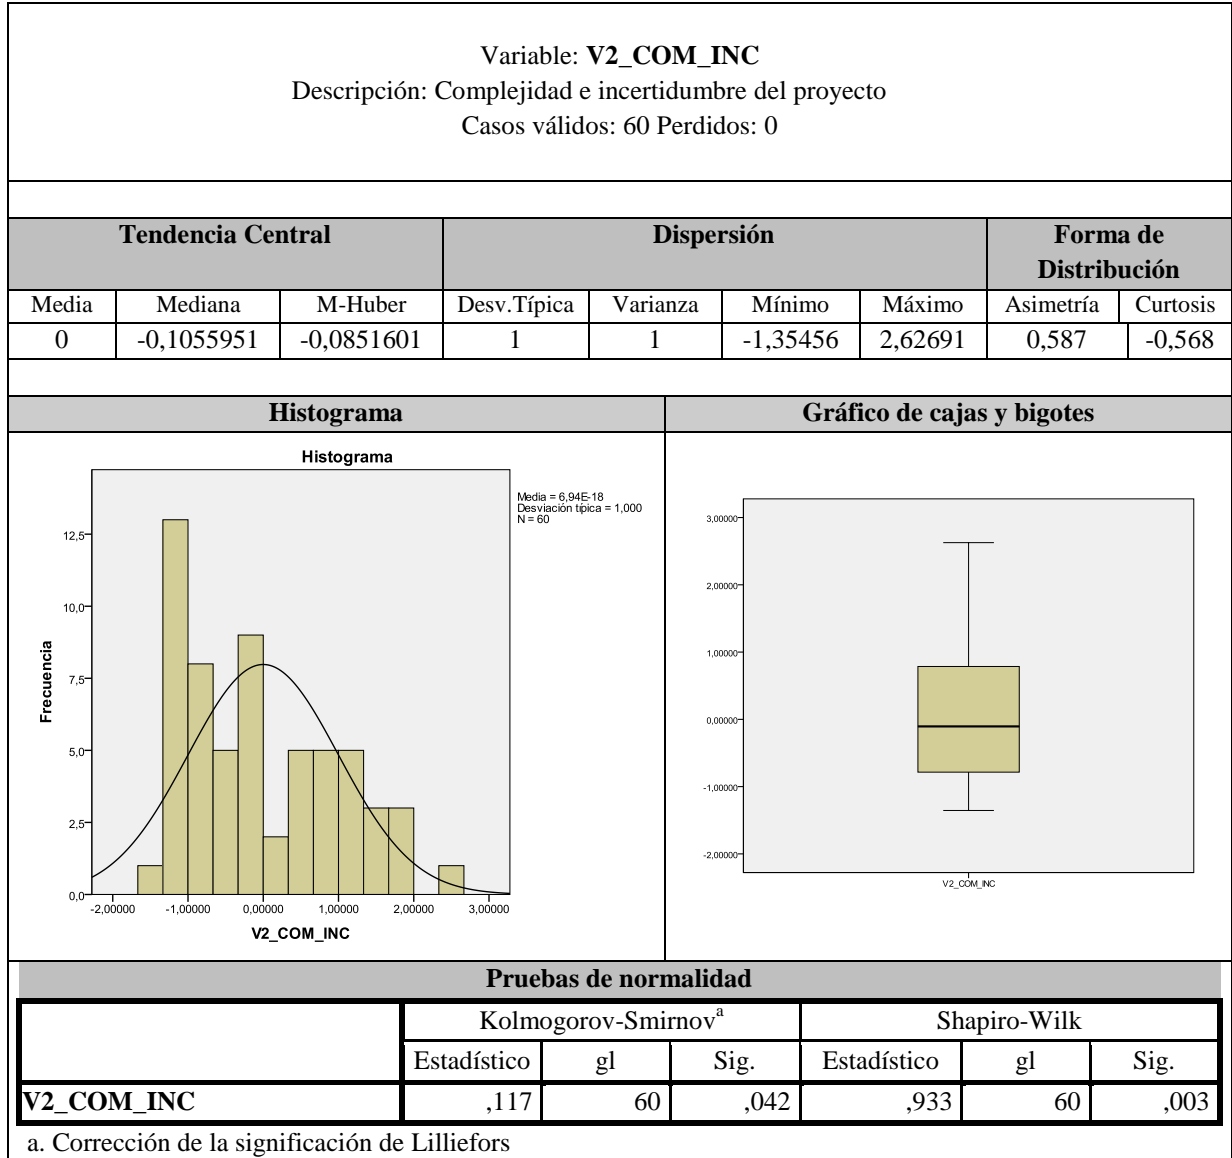 Variable: V2_COM_INC
Descripción: Complejidad e incertidumbre del proyecto
Casos válidos: 60 Perdidos: 0
Tendencia Central Dispersión Forma de Distribución
Media Mediana M-Huber Desv.Típica Varianza Mínimo Máximo Asimetría Curtosis
0 -0,1055951 -0,0851601 1 1 -1,35456 2,62691 0,587 -0,568
Histograma Gráfico de cajas y bigotes
Histograma
Media = 6,94E-18
Desviación típica = 1,000
N = 60
Frecuencia
12,5
10,0
7,5
5,0
2,5
0,0
-2,00000 -1,00000 0,00000 1,00000 2,00000 3,00000
V2_COM_INC
3,00000
2,00000
1,00000
0,00000
-1,00000
-2,00000
V2_COM_INC
Pruebas de normalidad
Kolmogorov-Smirnov^a Shapiro-Wilk
Estadístico gl Sig. Estadístico gl Sig.
V2_COM_INC ,117 60 ,042 ,933 60 ,003
a. Corrección de la significación de Lilliefors